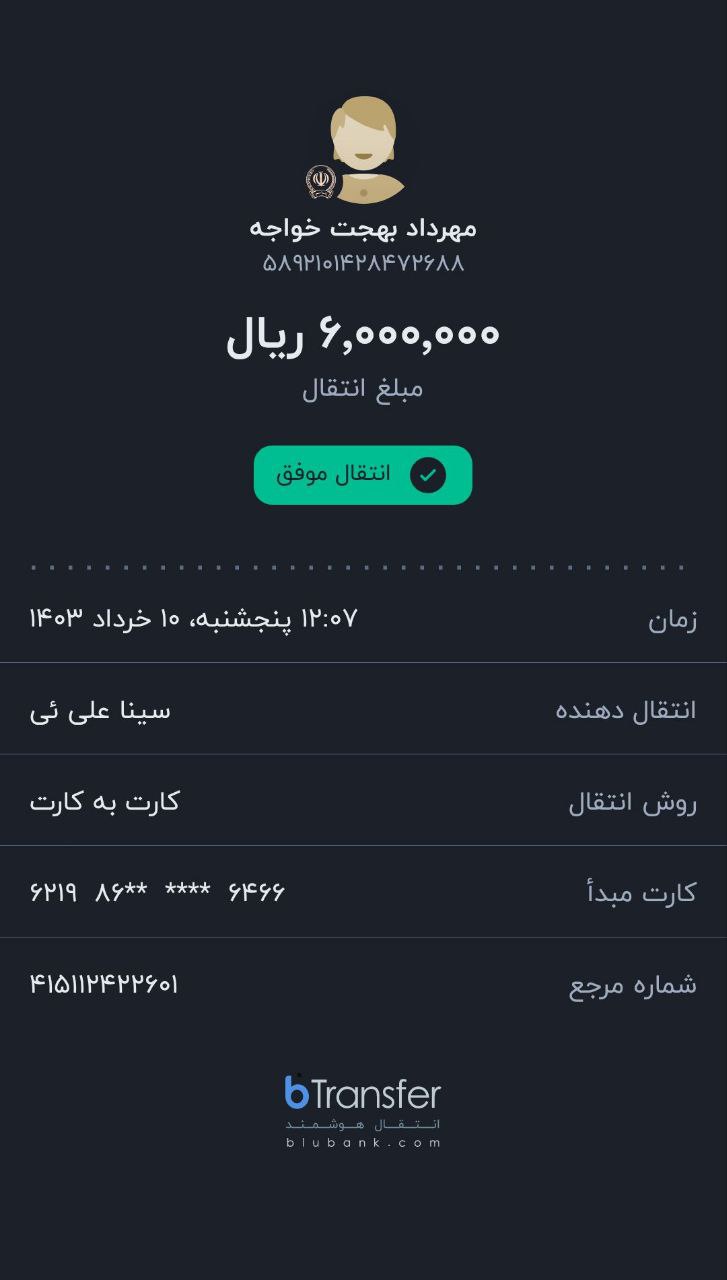 مهرداد بهجت خواجه
۵۸۹۲۱۰۱۴۲۸۴۷۲۶۸۸
۶,۰۰۰,۰۰۰ ریال
مبلغ انتقال
انتقال موفق
زمان ۱۲:۰۷ پنجشنبه، ۱۰ خرداد ۱۴۰۳
انتقال دهنده سینا علی ئی
روش انتقال کارت به کارت
کارت مبدأ ۶۲۱۹ ۸۶** **** ۶۴۶۶
شماره مرجع ۴۱۵۱۱۲۴۲۲۶۰۱
bTransfer
انتقال هوشمند
blubank.com